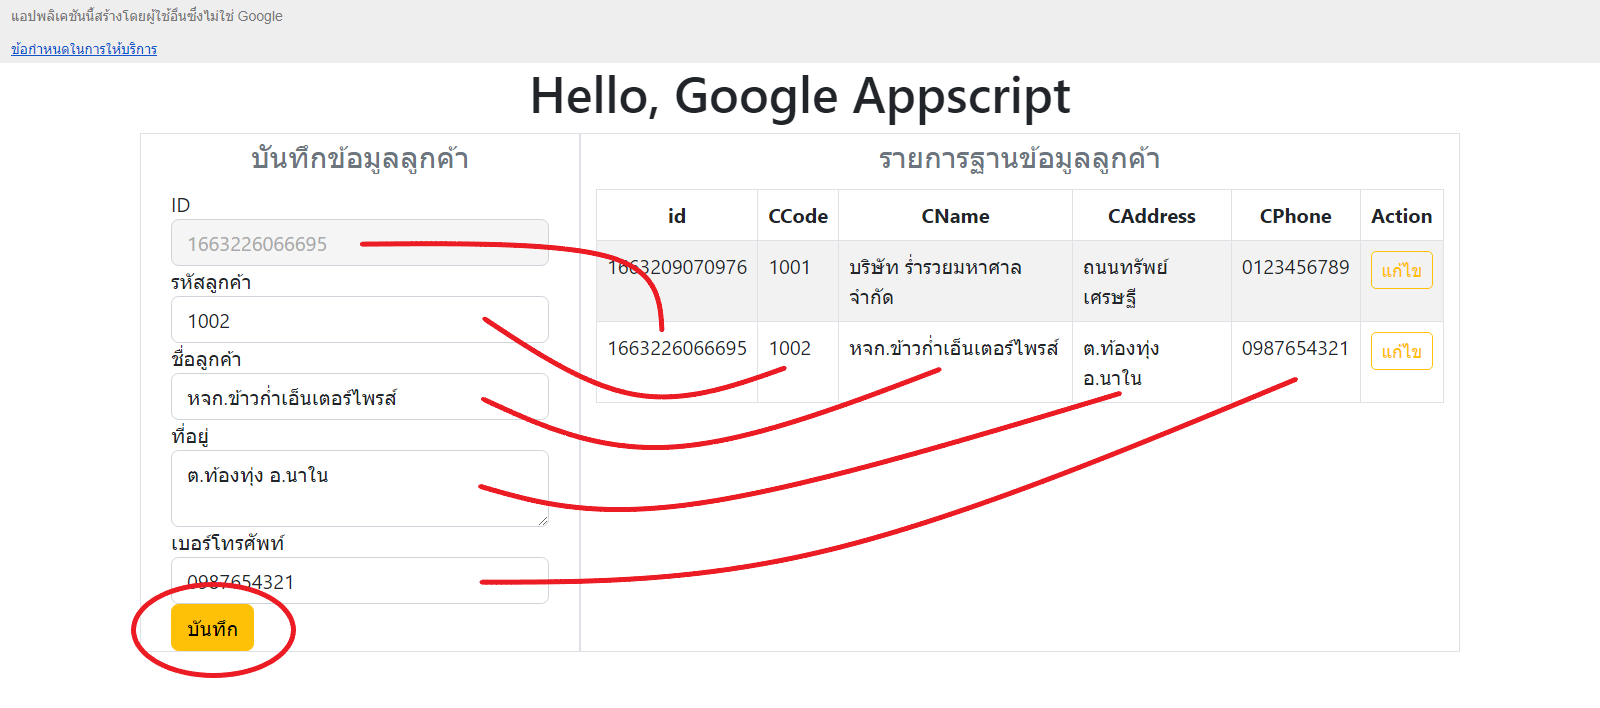 แอปพลิเคชันนี้สร้างโดยผู้ใช้อื่นซึ่งไม่ใช่ Google
ข้อกำหนดในการให้บริการ
Hello, Google Appscript
บันทึกข้อมูลลูกค้า
ID
1663226066695
รหัสลูกค้า
1002
ชื่อลูกค้า
หจก.ข้าวก่ำเอ็นเตอร์ไพรส์
ที่อยู่
ต.ท้องทุ่ง อ.นาใน
เบอร์โทรศัพท์
0987654321
บันทึก
รายการฐานข้อมูลลูกค้า
id CCode CName CAddress CPhone Action
1663209070976 1001 บริษัท ร่ำรวยมหาศาล ถนนทรัพย์ 0123456789 แก้ไข
จำกัด เศรษฐี
1663226066695 1002 หจก.ข้าวก่ำเอ็นเตอร์ไพรส์ ต.ท้องทุ่ง 0987654321 แก้ไข
อ.นาใน